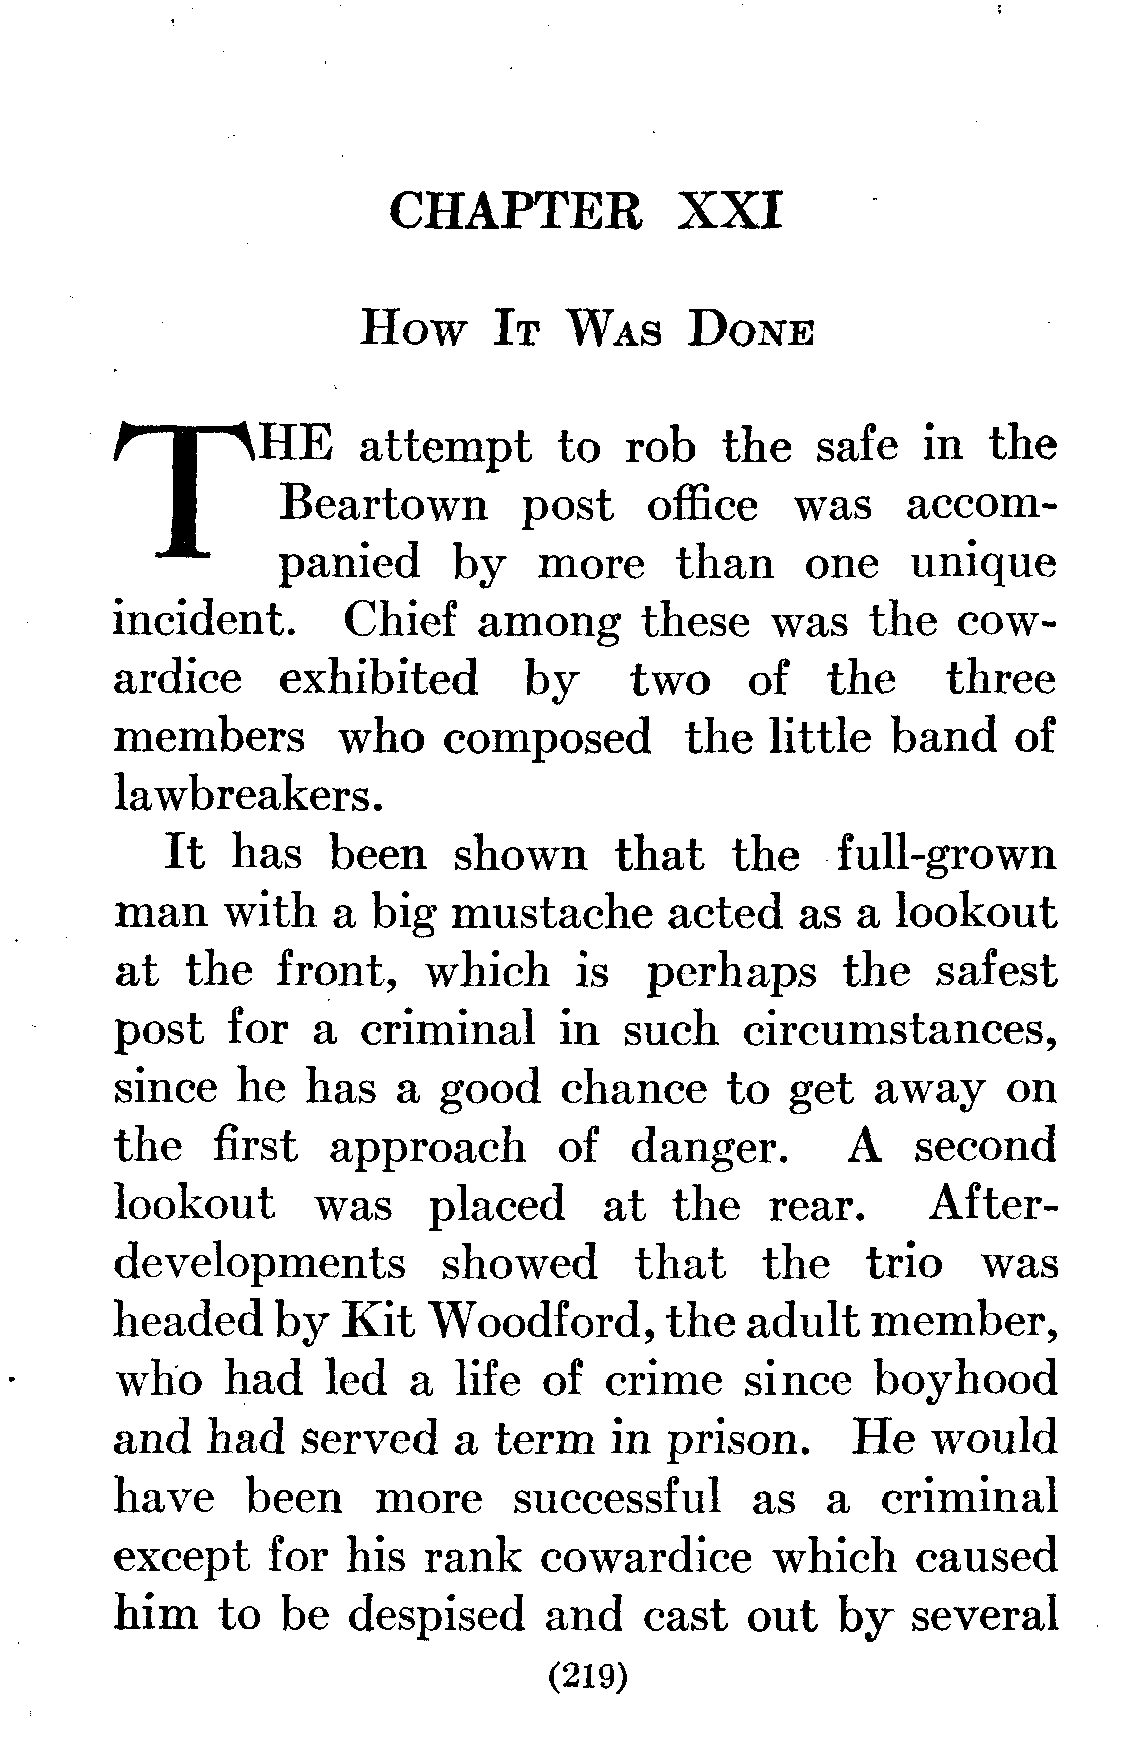 CHAPTER XXI
How It Was Done
THE attempt to rob the safe in the
Beartown post office was accom-
panied by more than one unique
incident. Chief among these was the cow-
ardice exhibited by two of the three
members who composed the little band of
lawbreakers.
It has been shown that the full-grown
man with a big mustache acted as a lookout
at the front, which is perhaps the safest
post for a criminal in such circumstances,
since he has a good chance to get away on
the first approach of danger. A second
lookout was placed at the rear. After-
developments showed that the trio was
headed by Kit Woodford, the adult member,
who had led a life of crime since boyhood
and had served a term in prison. He would
have been more successful as a criminal
except for his rank cowardice which caused
him to be despised and cast out by several
(219)